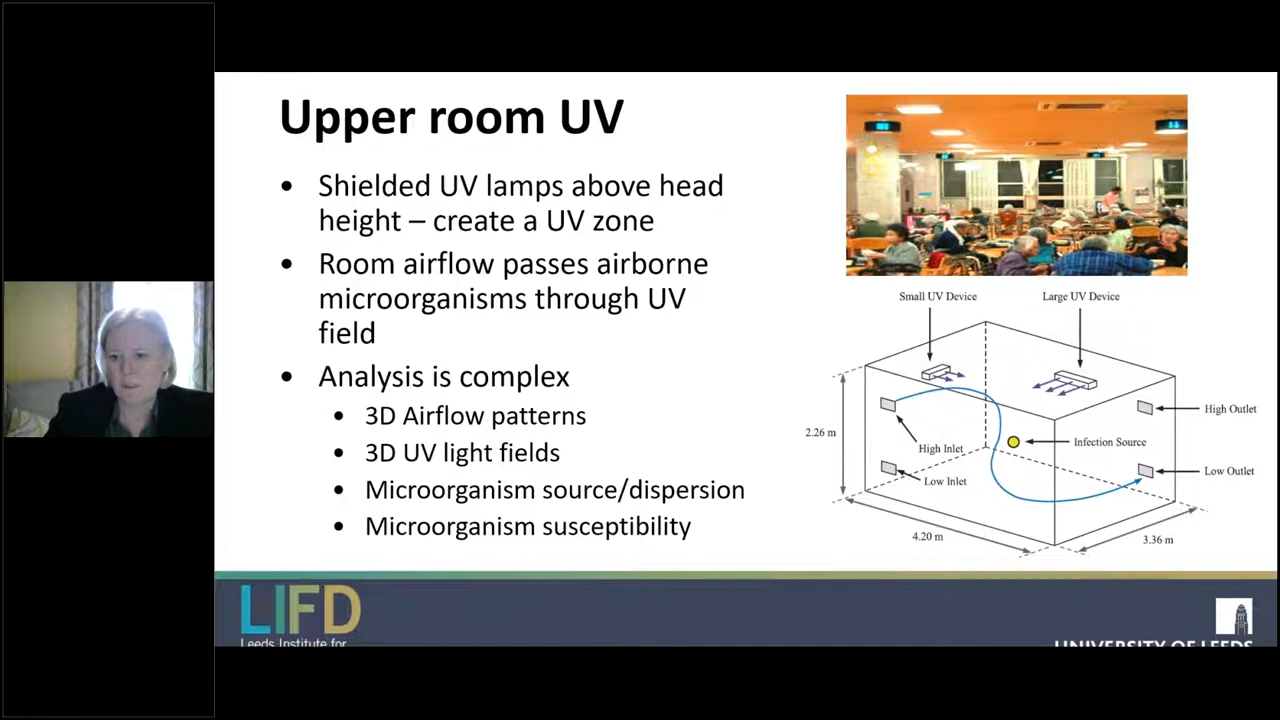 Upper room UV
• Shielded UV lamps above head
height – create a UV zone
• Room airflow passes airborne
microorganisms through UV
field
• Analysis is complex
• 3D Airflow patterns
• 3D UV light fields
• Microorganism source/dispersion
• Microorganism susceptibility
Small UV Device
Large UV Device
High Outlet
2.26 m
Infection Source
High Inlet
Low Outlet
Low Inlet
4.20 m
3.36 m
LIFD
Leeds Institute for
UNIVERSITY OF LEEDS